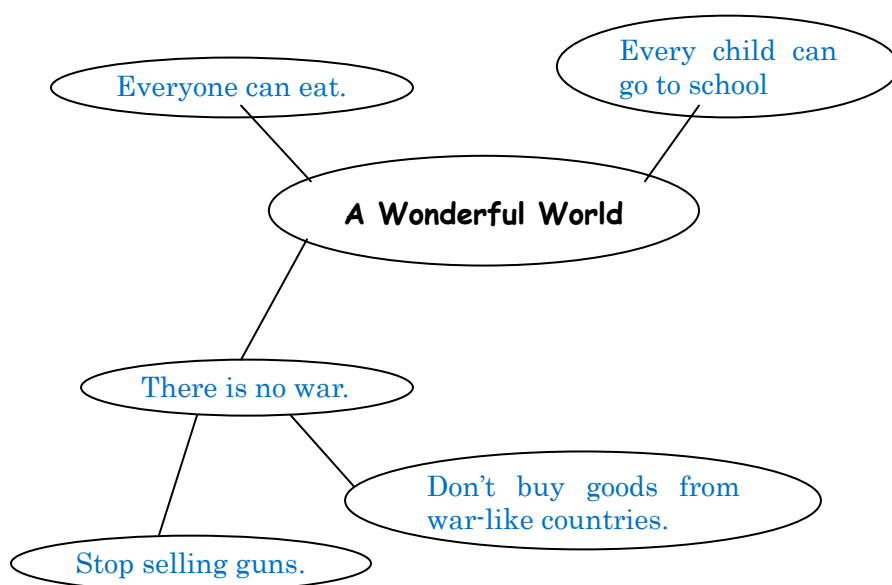 Every child can
go to school
Everyone can eat.
A Wonderful World
There is no war.
Don't buy goods from
war-like countries.
Stop selling guns.